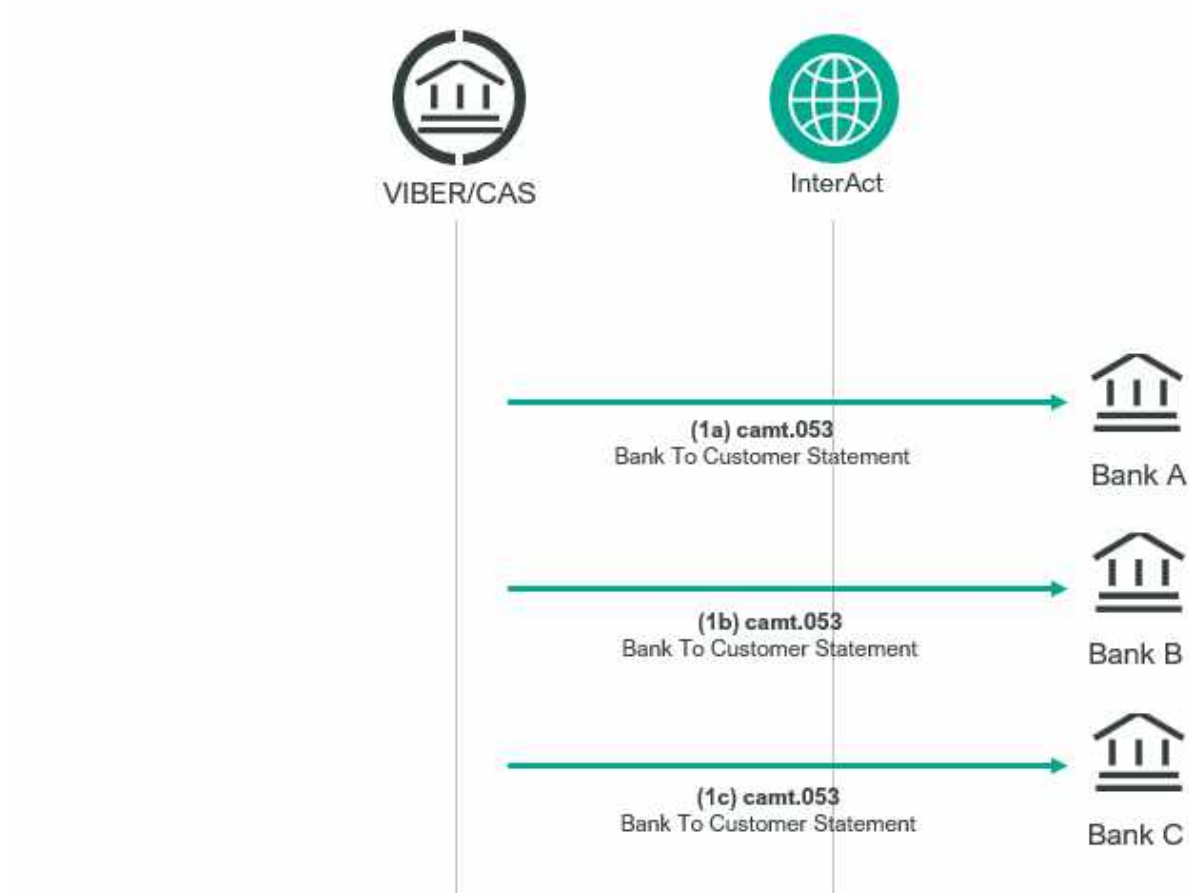 VIBER/CAS
InterAct
(1a) camt.053
Bank To Customer Statement
Bank A
(1b) camt.053
Bank To Customer Statement
Bank B
(1c) camt.053
Bank To Customer Statement
Bank C